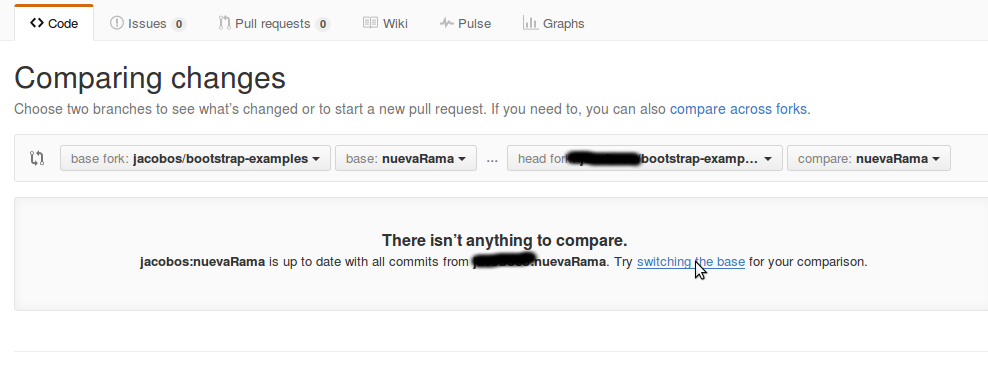 Code Issues 0 Pull requests 0 Wiki Pulse Graphs
Comparing changes
Choose two branches to see what's changed or to start a new pull request. If you need to, you can also compare across forks.
base fork: jacobos/bootstrap-examples base: nuevaRama ... head for /bootstrap-examp... compare: nuevaRama
There isn't anything to compare.
jacobos:nuevaRama is up to date with all commits from :nuevaRama. Try switching the base for your comparison.